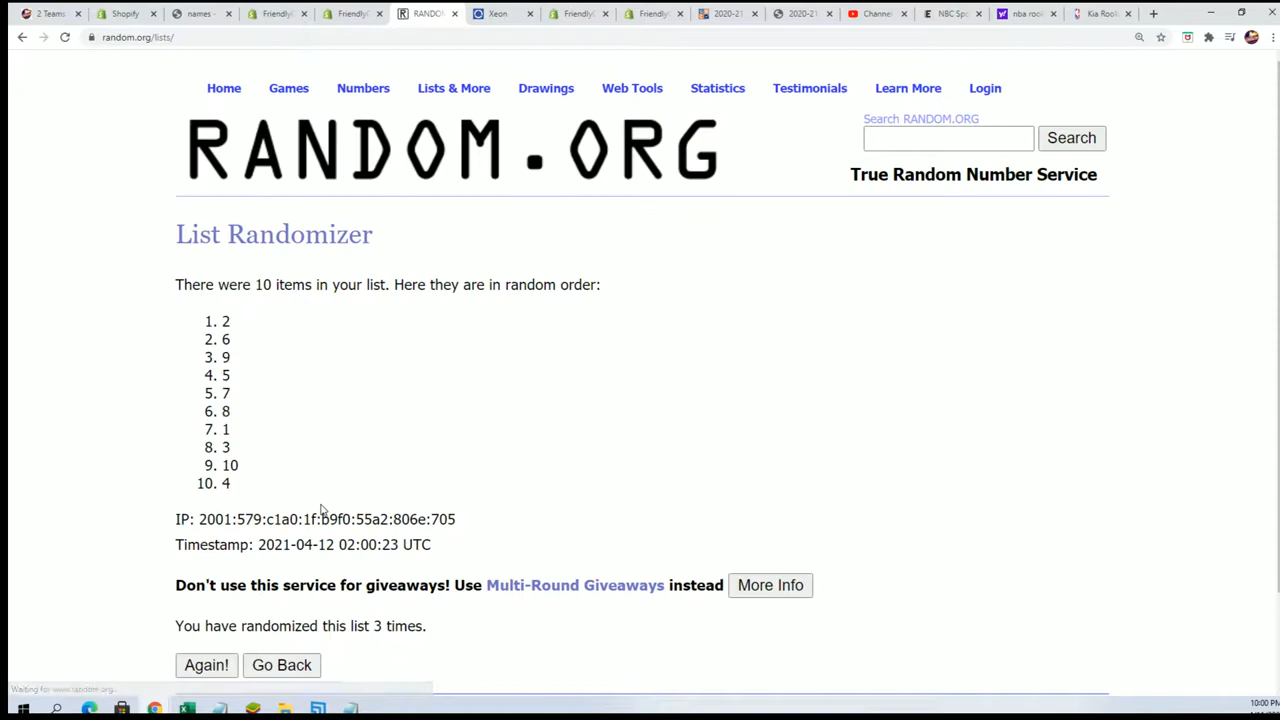 2 Teams
Shopify
names -
Friendly
Friendly
RANDO
Xeon
Friendly
Friendly
2020-21
2020-21
Channel
NBC Spo
nba rook
Kia Rook
random.org/lists/
Home
Games
Numbers
Lists & More
Drawings
Web Tools
Statistics
Testimonials
Learn More
Login
Search RANDOM.ORG
RANDOM.ORG
Search
True Random Number Service
List Randomizer
There were 10 items in your list. Here they are in random order:
1. 2
2. 6
3. 9
4. 5
5. 7
6. 8
7. 1
8. 3
9. 10
10. 4
IP: 2001:579:c1a0:1f:b9f0:55a2:806e:705
Timestamp: 2021-04-12 02:00:23 UTC
Don't use this service for giveaways! Use Multi-Round Giveaways instead
More Info
You have randomized this list 3 times.
Again!
Go Back
Waiting for www.random.org...
10:00 PM